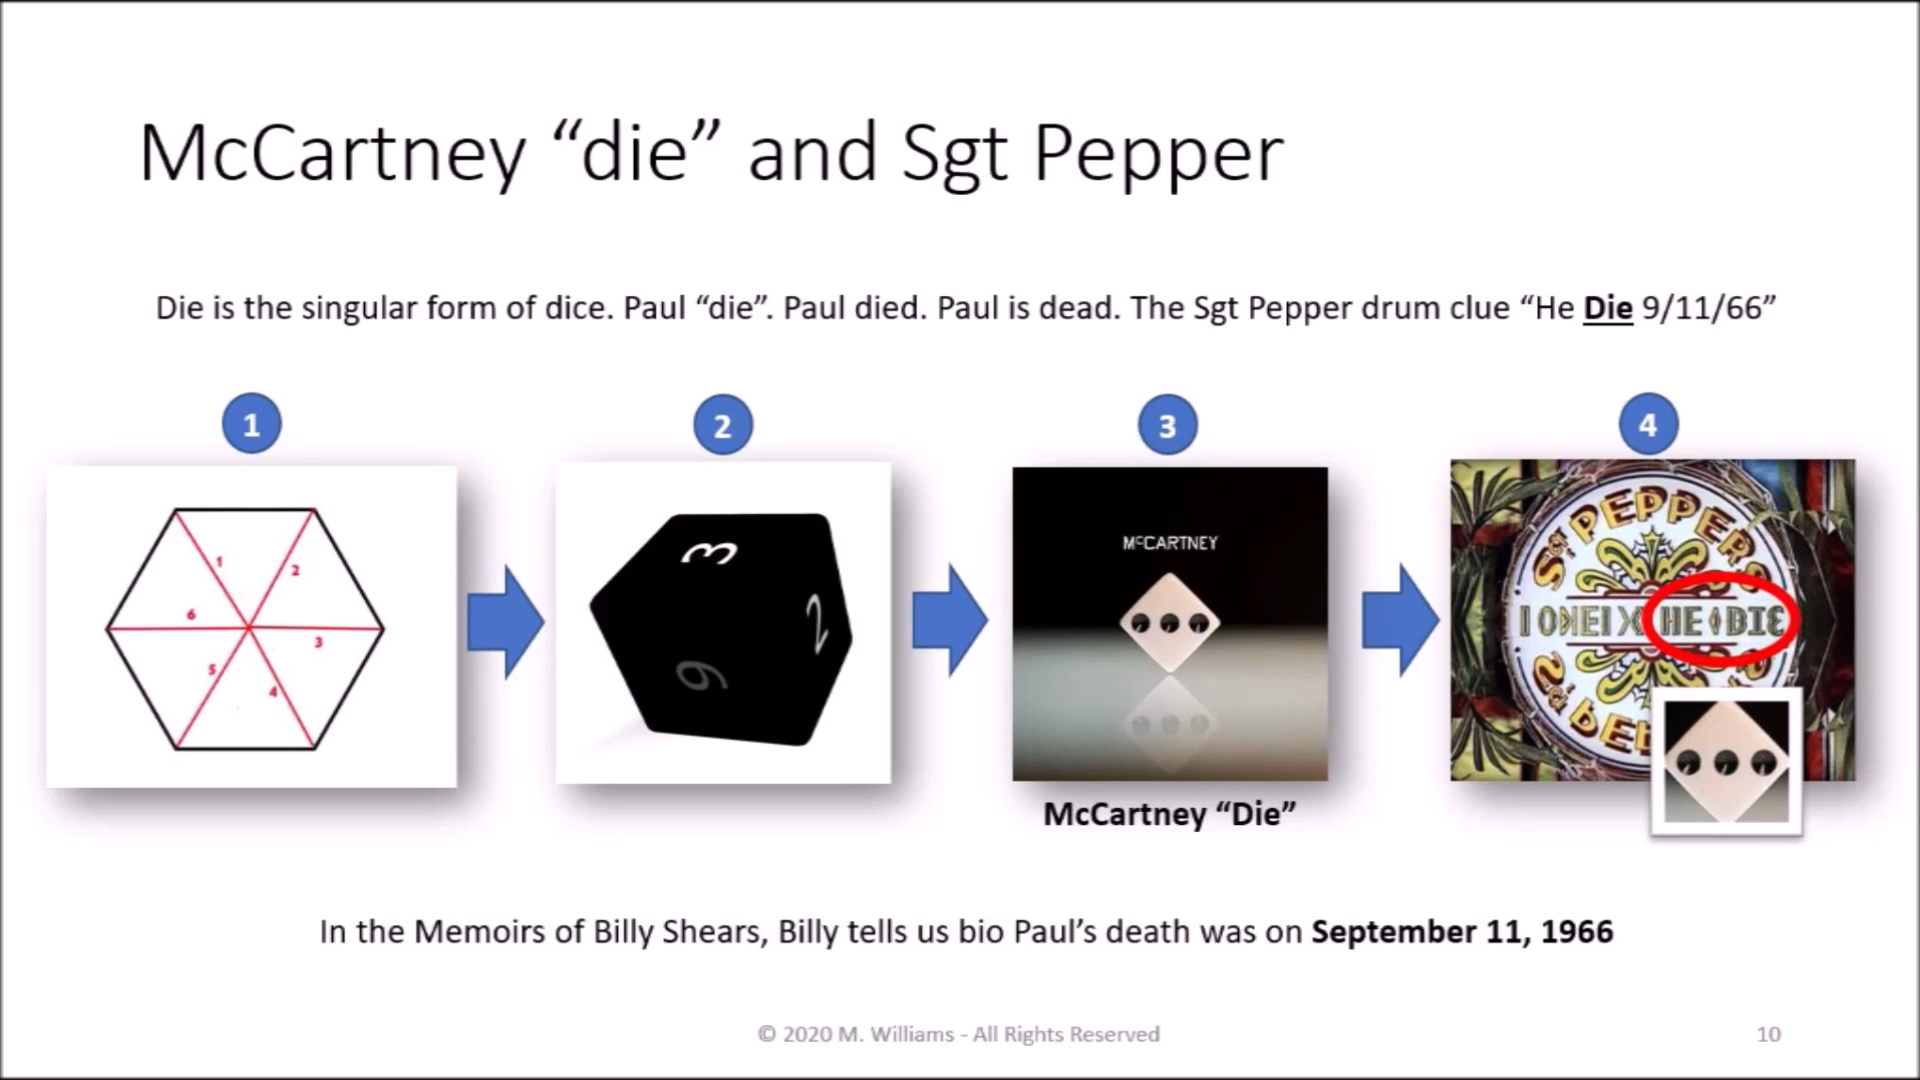 McCartney “die” and Sgt Pepper
Die is the singular form of dice. Paul “die”. Paul died. Paul is dead. The Sgt Pepper drum clue “He Die 9/11/66”
1
2
3
4
1
2
3
4
5
6
3
2
6
McCARTNEY
SGT PEPPER
I ONEI X HE ◊ DIE
McCartney “Die”
In the Memoirs of Billy Shears, Billy tells us bio Paul’s death was on September 11, 1966
© 2020 M. Williams - All Rights Reserved
10